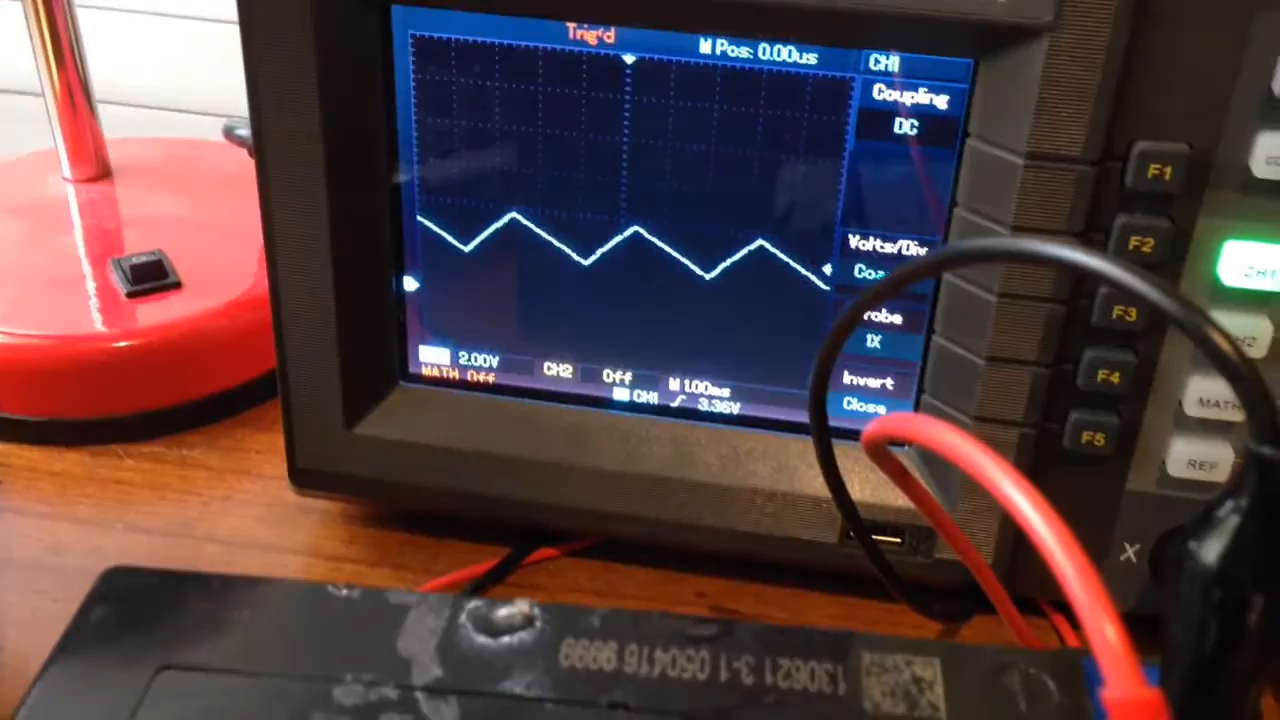 Trig'd
M Pos: 0.00us
CH1
Coupling
DC
Volts/Div
Probe
1X
Invert
Close
2.00V
CH2
Off
M 1.00ms
MATH Off
CH1
3.36V
F1
F2
F3
F4
F5
MATH
REF
X
130621 3-1 050416 9999